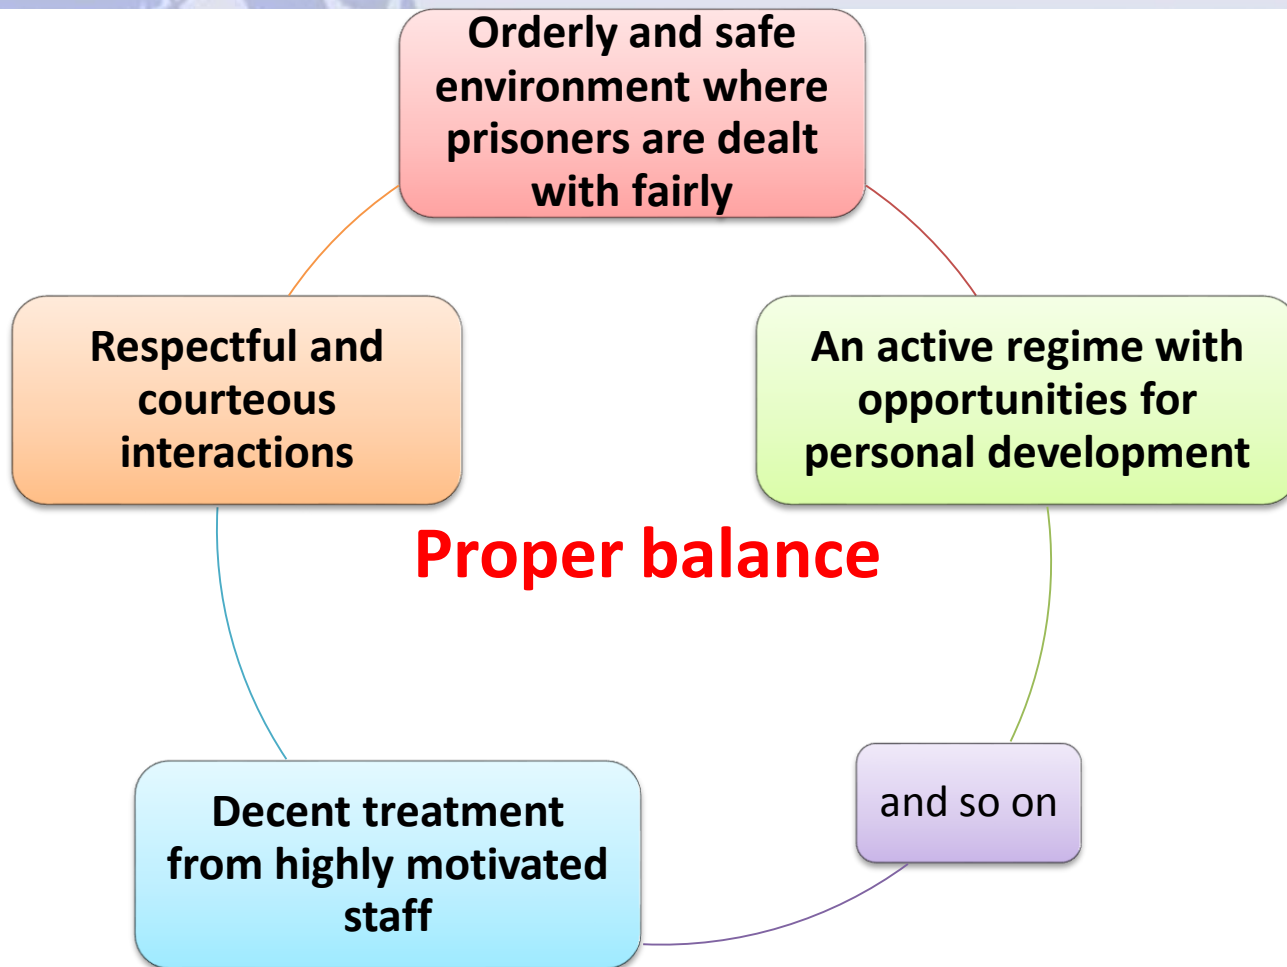 Orderly and safe
environment where
prisoners are dealt
with fairly
Respectful and
courteous
interactions
An active regime with
opportunities for
personal development
Proper balance
Decent treatment
from highly motivated
staff
and so on